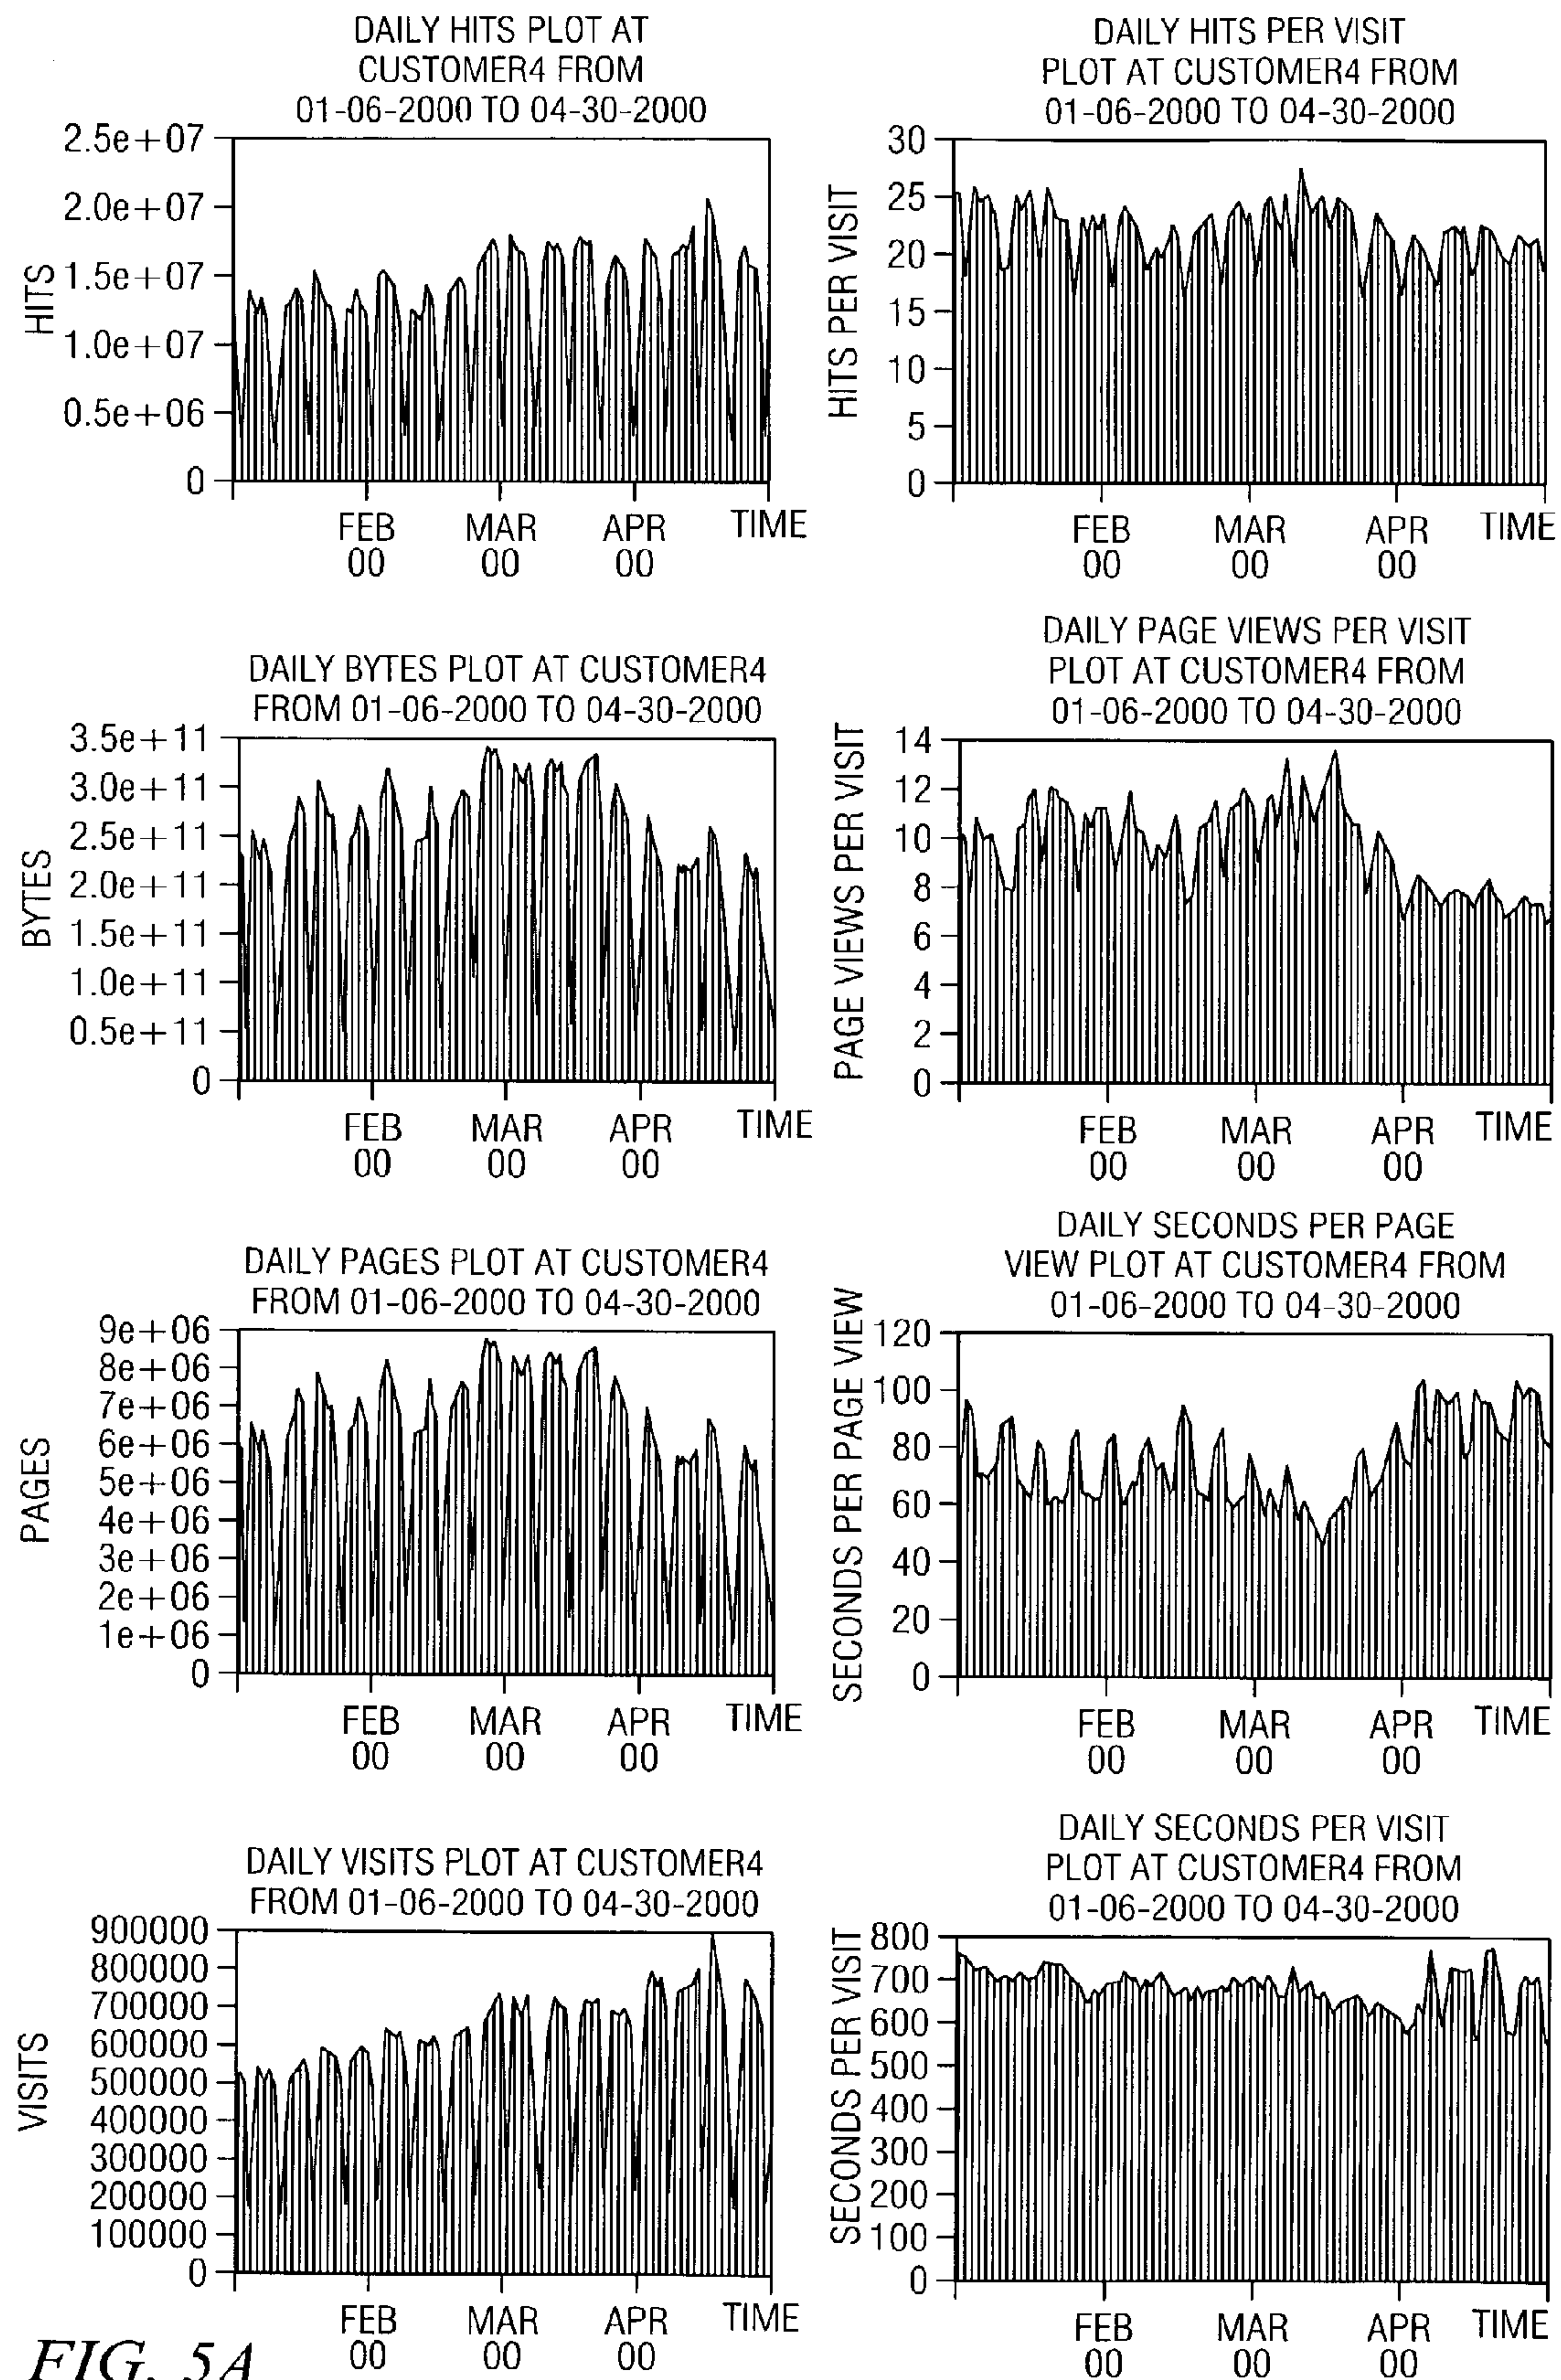 DAILY HITS PLOT AT
CUSTOMER4 FROM
01-06-2000 TO 04-30-2000
2.5e+07
2.0e+07
1.5e+07
1.0e+07
0.5e+06
0
HITS
FEB MAR APR TIME
00 00 00
DAILY HITS PER VISIT
PLOT AT CUSTOMER4 FROM
01-06-2000 TO 04-30-2000
30
25
20
15
10
5
0
HITS PER VISIT
FEB MAR APR TIME
00 00 00
DAILY BYTES PLOT AT CUSTOMER4
FROM 01-06-2000 TO 04-30-2000
3.5e+11
3.0e+11
2.5e+11
2.0e+11
1.5e+11
1.0e+11
0.5e+11
0
BYTES
FEB MAR APR TIME
00 00 00
DAILY PAGE VIEWS PER VISIT
PLOT AT CUSTOMER4 FROM
01-06-2000 TO 04-30-2000
14
12
10
8
6
4
2
0
PAGE VIEWS PER VISIT
FEB MAR APR TIME
00 00 00
DAILY PAGES PLOT AT CUSTOMER4
FROM 01-06-2000 TO 04-30-2000
9e+06
8e+06
7e+06
6e+06
5e+06
4e+06
3e+06
2e+06
1e+06
0
PAGES
FEB MAR APR TIME
00 00 00
DAILY SECONDS PER PAGE
VIEW PLOT AT CUSTOMER4 FROM
01-06-2000 TO 04-30-2000
120
100
80
60
40
20
0
SECONDS PER PAGE VIEW
FEB MAR APR TIME
00 00 00
DAILY VISITS PLOT AT CUSTOMER4
FROM 01-06-2000 TO 04-30-2000
900000
800000
700000
600000
500000
400000
300000
200000
100000
0
VISITS
FEB MAR APR TIME
00 00 00
DAILY SECONDS PER VISIT
PLOT AT CUSTOMER4 FROM
01-06-2000 TO 04-30-2000
800
700
600
500
400
300
200
100
0
SECONDS PER VISIT
FEB MAR APR TIME
00 00 00
FIG. 5A